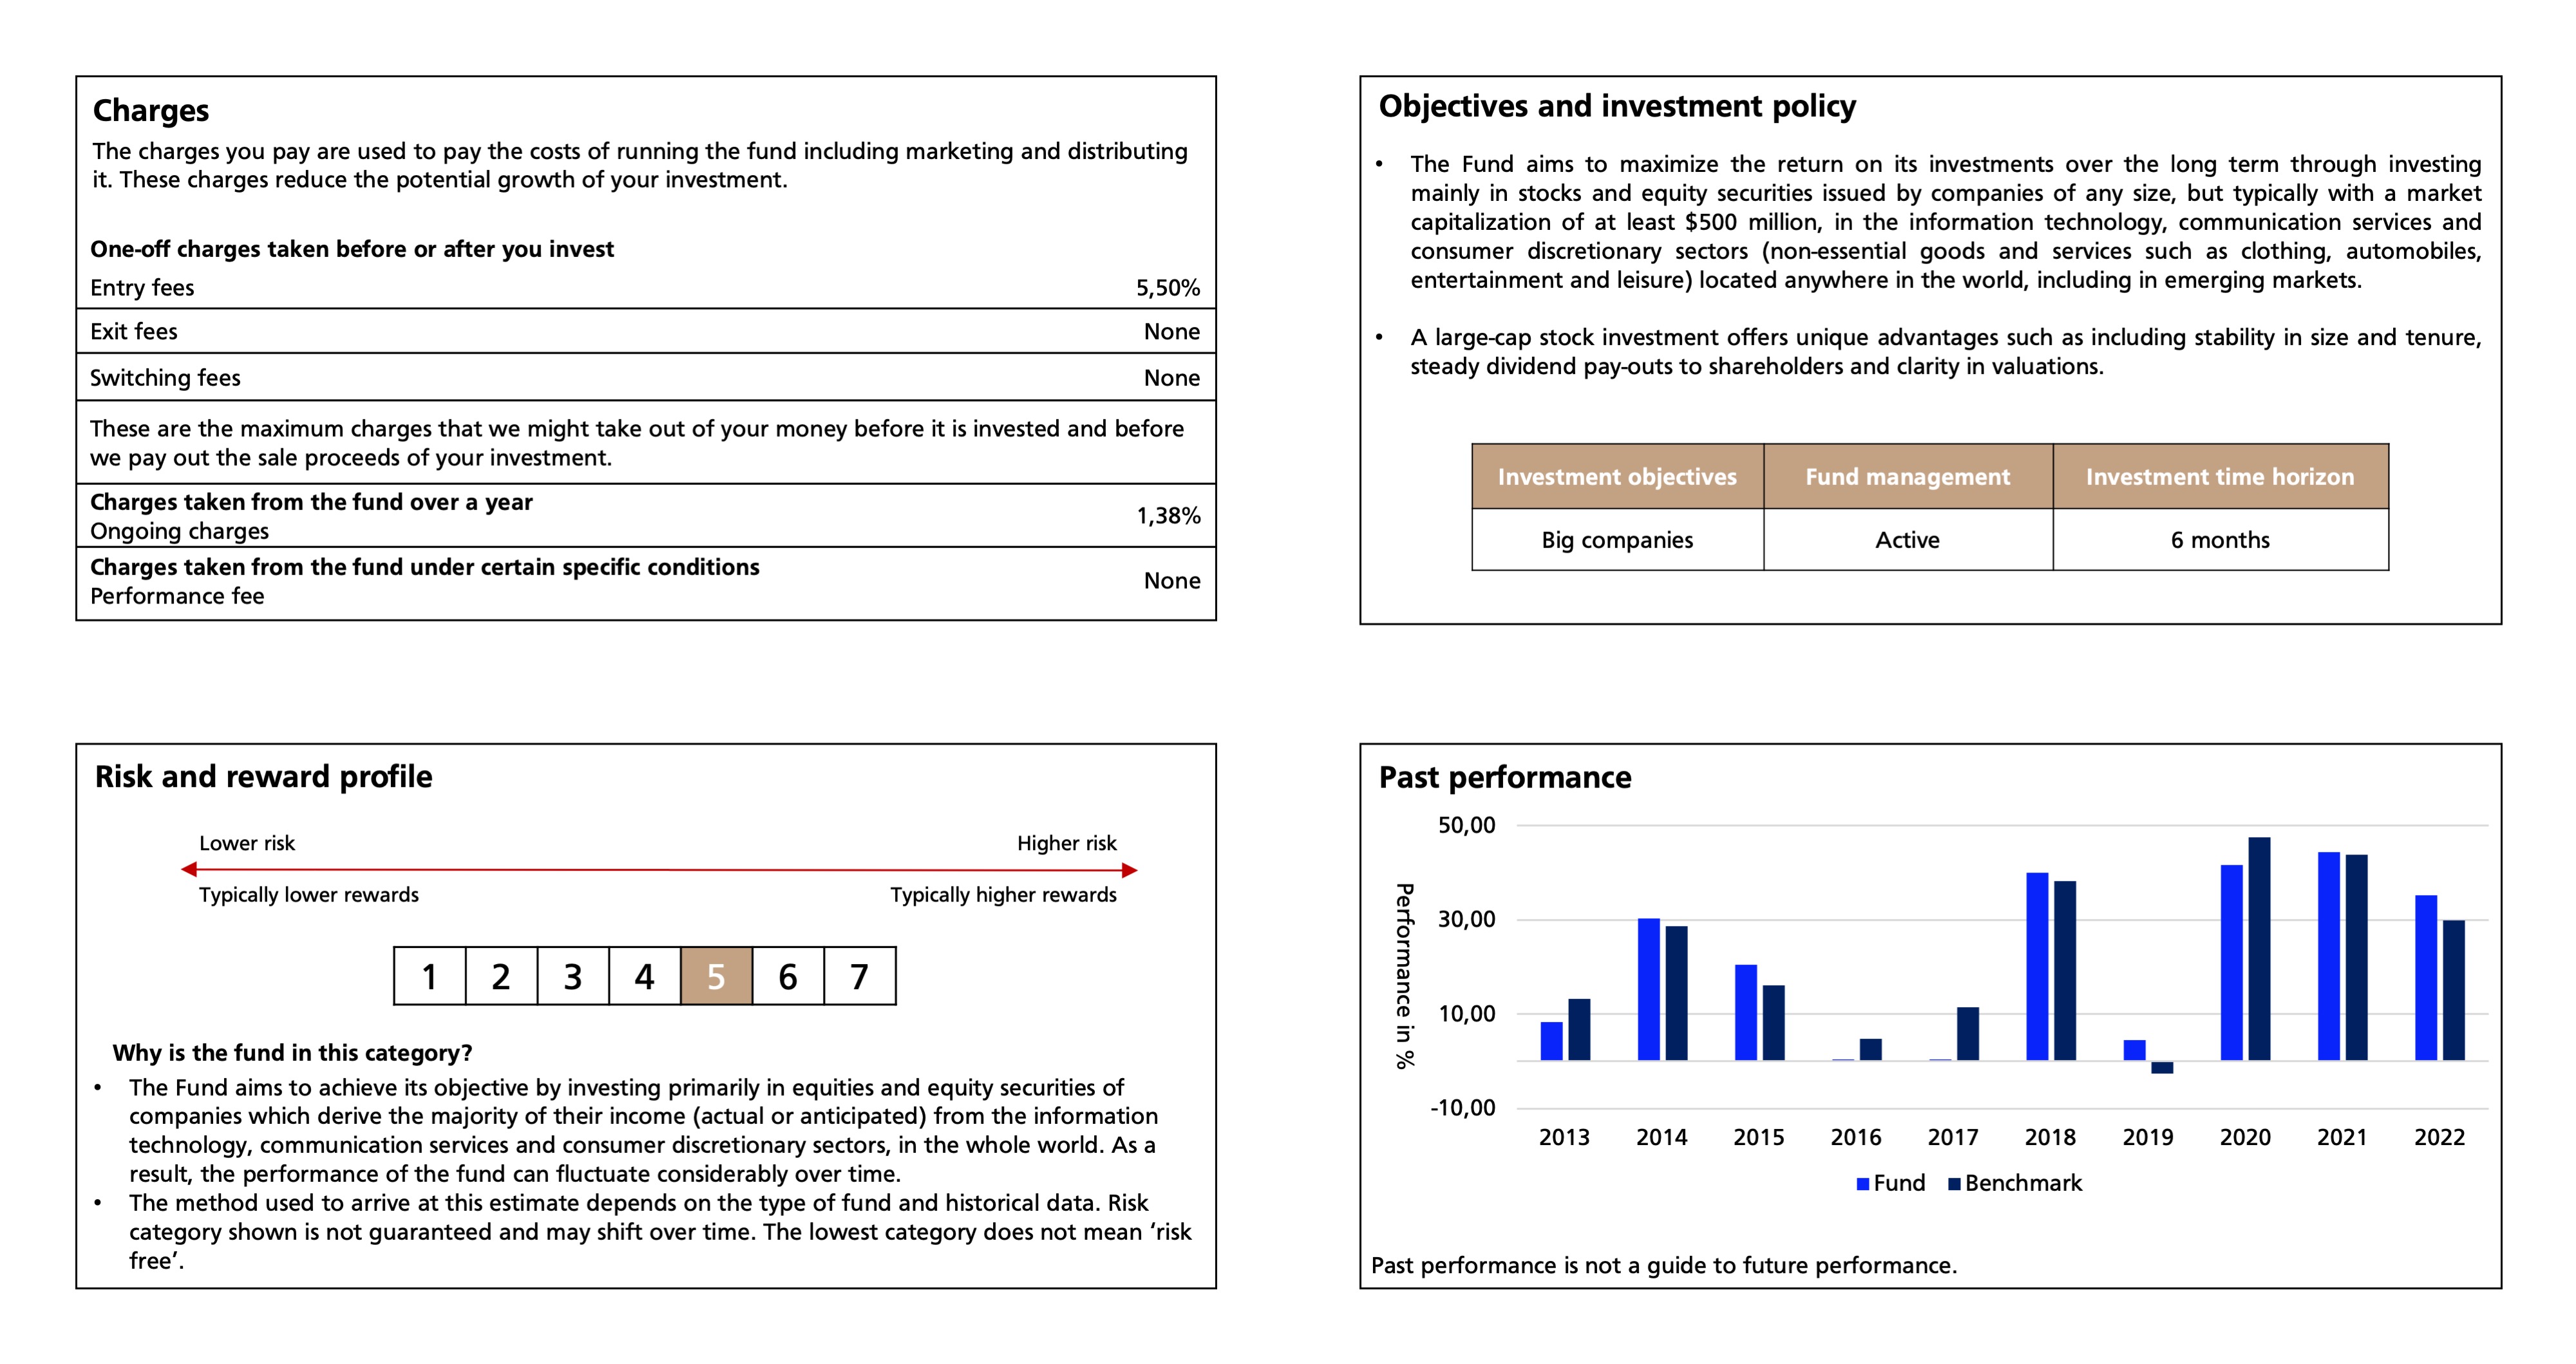 Charges
The charges you pay are used to pay the costs of running the fund including marketing and distributing
it. These charges reduce the potential growth of your investment.
One-off charges taken before or after you invest
Entry fees 5,50%
Exit fees None
Switching fees None
These are the maximum charges that we might take out of your money before it is invested and before
we pay out the sale proceeds of your investment.
Charges taken from the fund over a year
Ongoing charges 1,38%
Charges taken from the fund under certain specific conditions
Performance fee None
Objectives and investment policy
• The Fund aims to maximize the return on its investments over the long term through investing
mainly in stocks and equity securities issued by companies of any size, but typically with a market
capitalization of at least $500 million, in the information technology, communication services and
consumer discretionary sectors (non-essential goods and services such as clothing, automobiles,
entertainment and leisure) located anywhere in the world, including in emerging markets.
• A large-cap stock investment offers unique advantages such as including stability in size and tenure,
steady dividend pay-outs to shareholders and clarity in valuations.
Investment objectives Fund management Investment time horizon
Big companies Active 6 months
Risk and reward profile
Lower risk Higher risk
Typically lower rewards Typically higher rewards
1 2 3 4 5 6 7
Why is the fund in this category?
• The Fund aims to achieve its objective by investing primarily in equities and equity securities of
companies which derive the majority of their income (actual or anticipated) from the information
technology, communication services and consumer discretionary sectors, in the whole world. As a
result, the performance of the fund can fluctuate considerably over time.
• The method used to arrive at this estimate depends on the type of fund and historical data. Risk
category shown is not guaranteed and may shift over time. The lowest category does not mean ‘risk
free’.
Past performance
Performance in %
50,00
30,00
10,00
-10,00
2013 2014 2015 2016 2017 2018 2019 2020 2021 2022
Fund Benchmark
Past performance is not a guide to future performance.